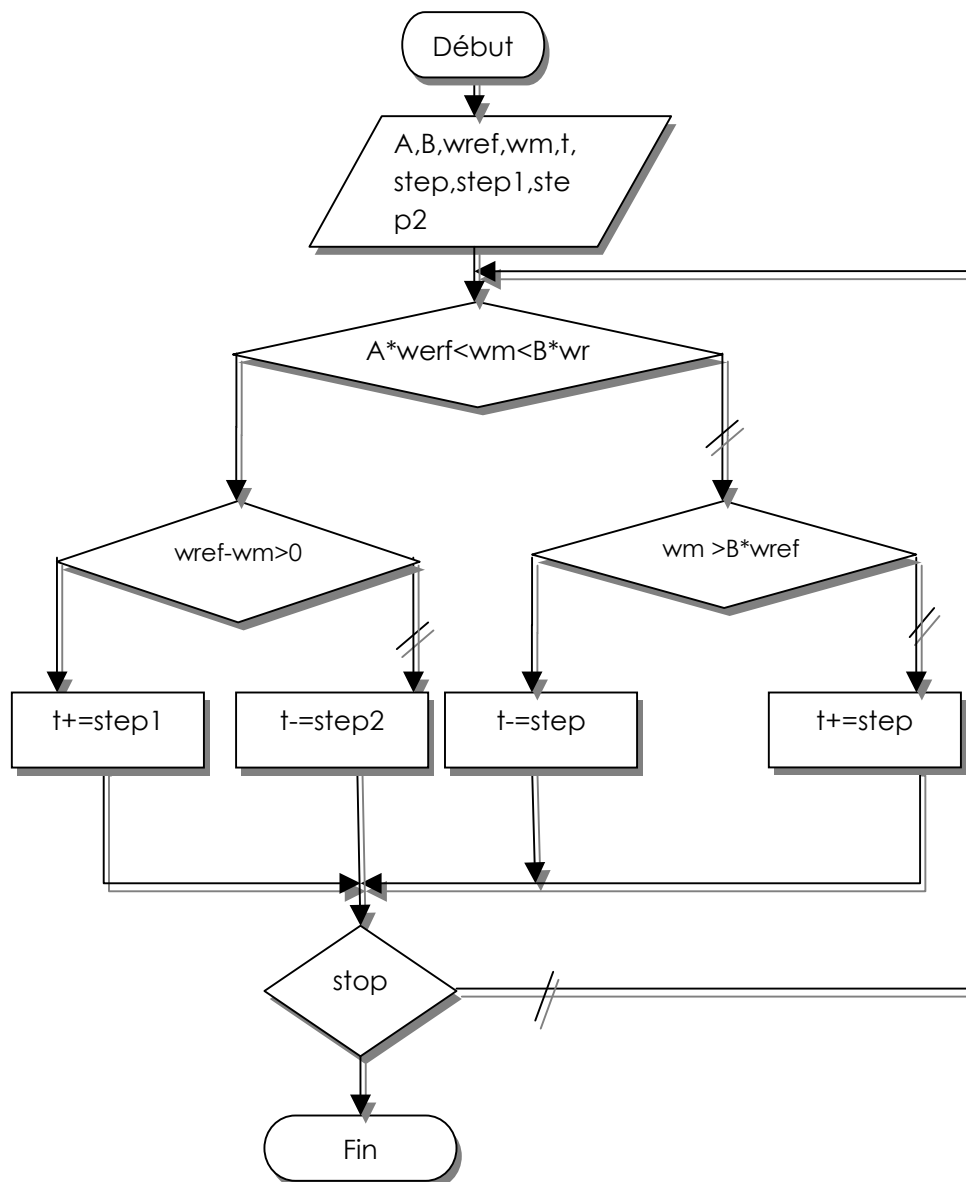 Début
A,B,wref,wm,t,
step,step1,ste
p2
A*werf<wm<B*wr
wref-wm>0
wm >B*wref
t+=step1
t-=step2
t-=step
t+=step
stop
Fin